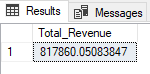 Results Messages
Total_Revenue
1 817860.05083847